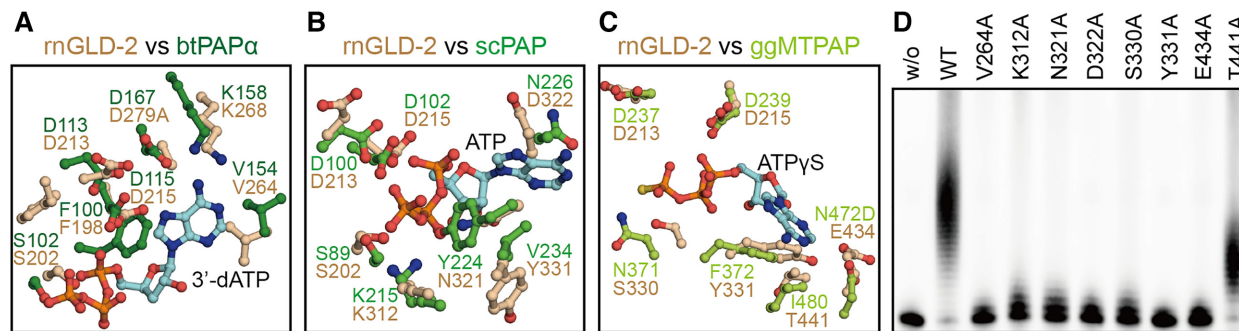 A
rnGLD-2 vs btPAPα
D167
D279A
K158
K268
D113
D213
D115
D215
V154
V264
F100
F198
S102
S202
3'-dATP
B
rnGLD-2 vs scPAP
N226
D322
D102
D215
ATP
D100
D213
S89
S202
Y224
N321
V234
Y331
K215
K312
C
rnGLD-2 vs ggMTPAP
D237
D213
D239
D215
ATPγS
N472D
E434
N371
S330
F372
Y331
I480
T441
D
w/o
WT
V264A
K312A
N321A
D322A
S330A
Y331A
E434A
T441A